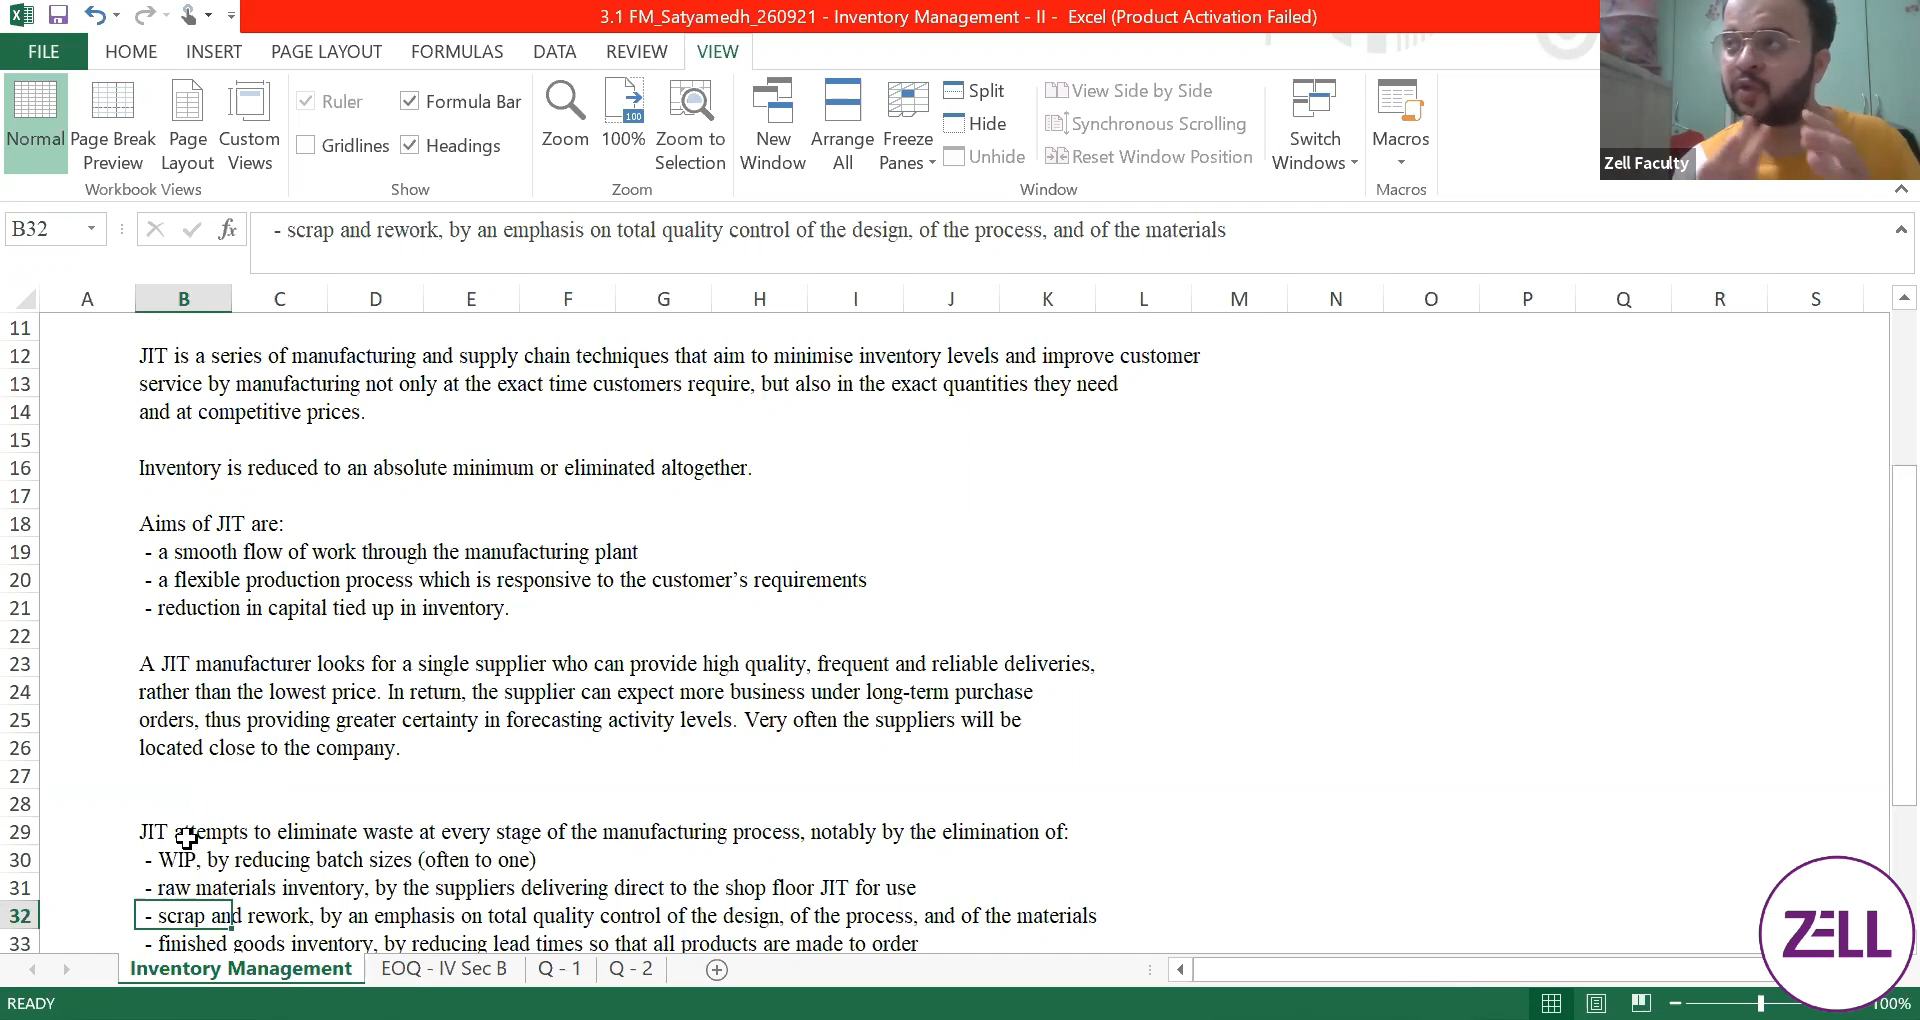 3.1 FM_Satyamedh_260921 - Inventory Management - II - Excel (Product Activation Failed)
FILE HOME INSERT PAGE LAYOUT FORMULAS DATA REVIEW VIEW
Normal
Page Break Preview
Page Layout
Custom Views
Workbook Views
Ruler
Formula Bar
Gridlines
Headings
Show
Zoom
100
100%
Zoom to Selection
Zoom
New Window
Arrange All
Freeze Panes
Split
Hide
Unhide
View Side by Side
Synchronous Scrolling
Reset Window Position
Window
Switch Windows
Macros
Macros
Zell Faculty
B32
fx
- scrap and rework, by an emphasis on total quality control of the design, of the process, and of the materials
A B C D E F G H I J K L M N O P Q R S
11
12 JIT is a series of manufacturing and supply chain techniques that aim to minimise inventory levels and improve customer
13 service by manufacturing not only at the exact time customers require, but also in the exact quantities they need
14 and at competitive prices.
15
16 Inventory is reduced to an absolute minimum or eliminated altogether.
17
18 Aims of JIT are:
19 - a smooth flow of work through the manufacturing plant
20 - a flexible production process which is responsive to the customer’s requirements
21 - reduction in capital tied up in inventory.
22
23 A JIT manufacturer looks for a single supplier who can provide high quality, frequent and reliable deliveries,
24 rather than the lowest price. In return, the supplier can expect more business under long-term purchase
25 orders, thus providing greater certainty in forecasting activity levels. Very often the suppliers will be
26 located close to the company.
27
28
29 JIT attempts to eliminate waste at every stage of the manufacturing process, notably by the elimination of:
30 - WIP, by reducing batch sizes (often to one)
31 - raw materials inventory, by the suppliers delivering direct to the shop floor JIT for use
32 - scrap and rework, by an emphasis on total quality control of the design, of the process, and of the materials
33 - finished goods inventory, by reducing lead times so that all products are made to order
Inventory Management EOQ - IV Sec B Q - 1 Q - 2
READY
100%
ZELL